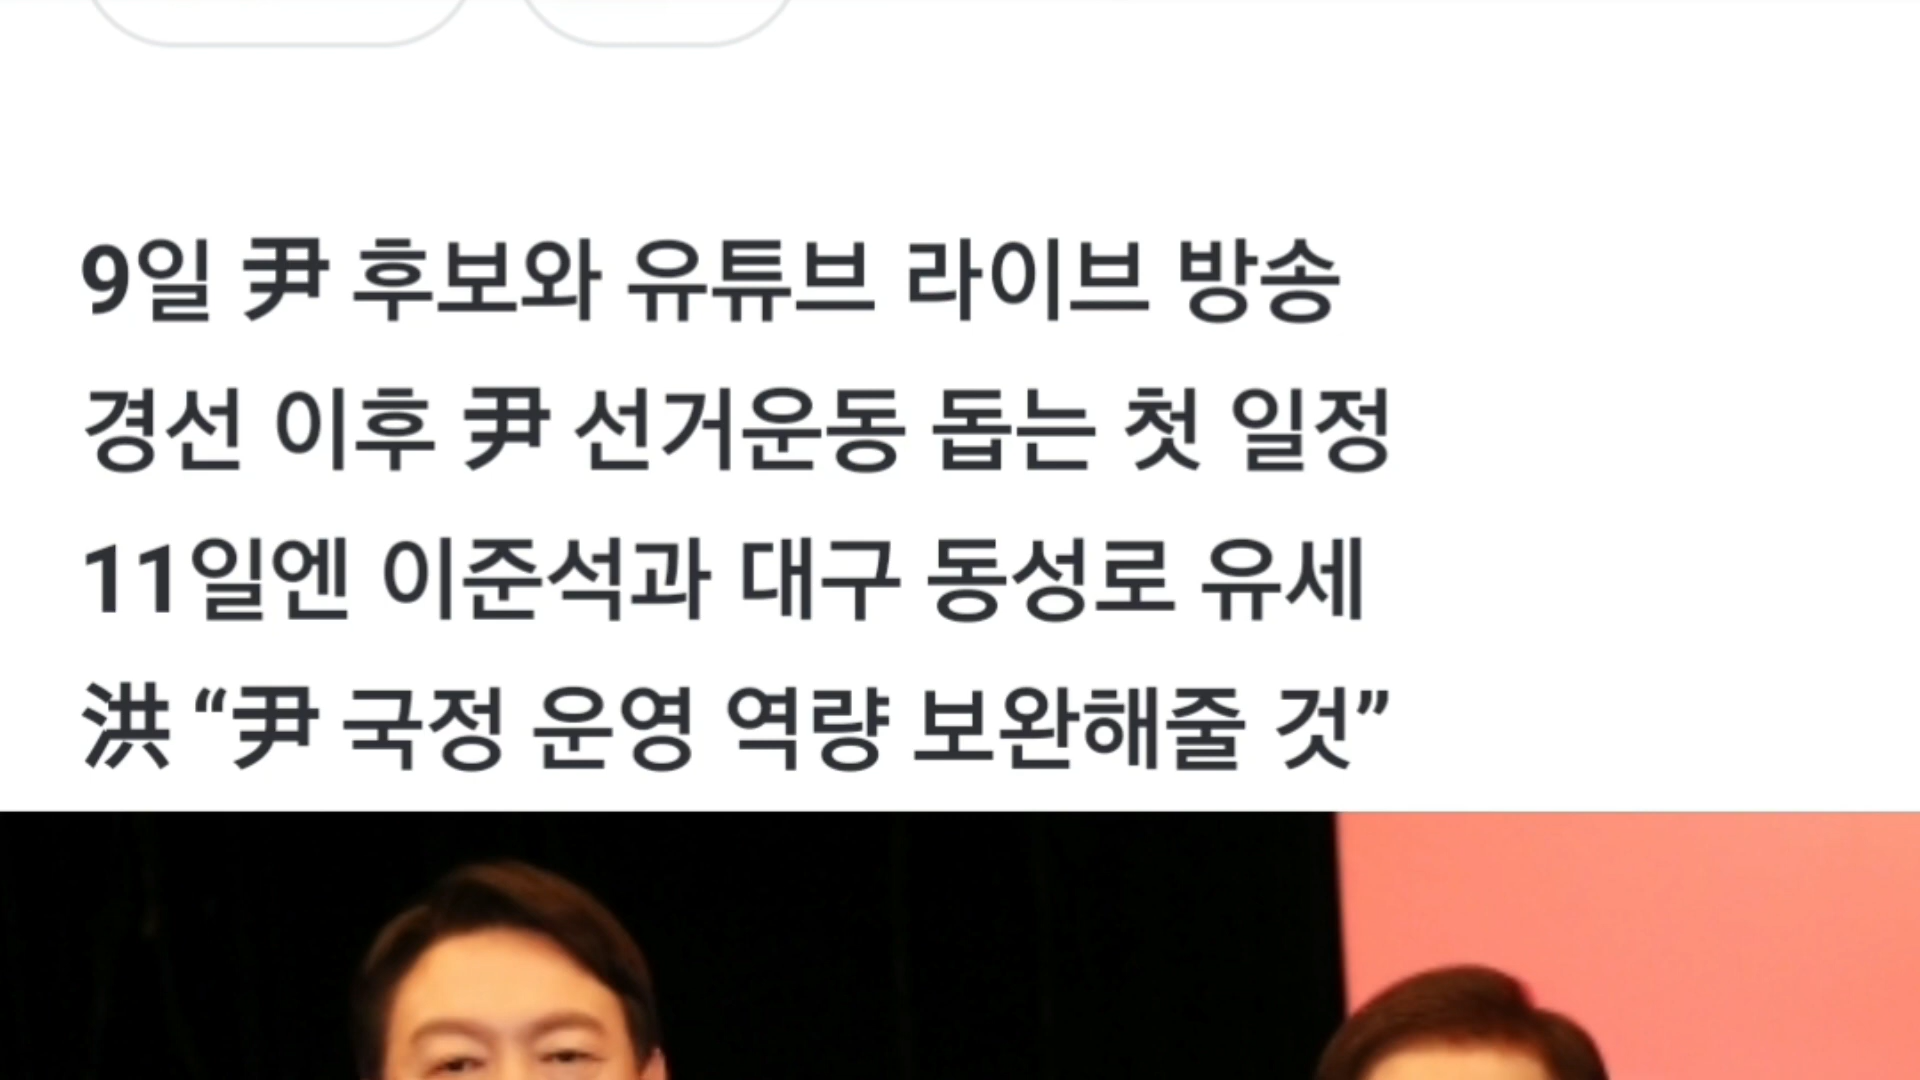 9일 尹 후보와 유튜브 라이브 방송
경선 이후 尹 선거운동 돕는 첫 일정
11일엔 이준석과 대구 동성로 유세
洪 “尹 국정 운영 역량 보완해줄 것”